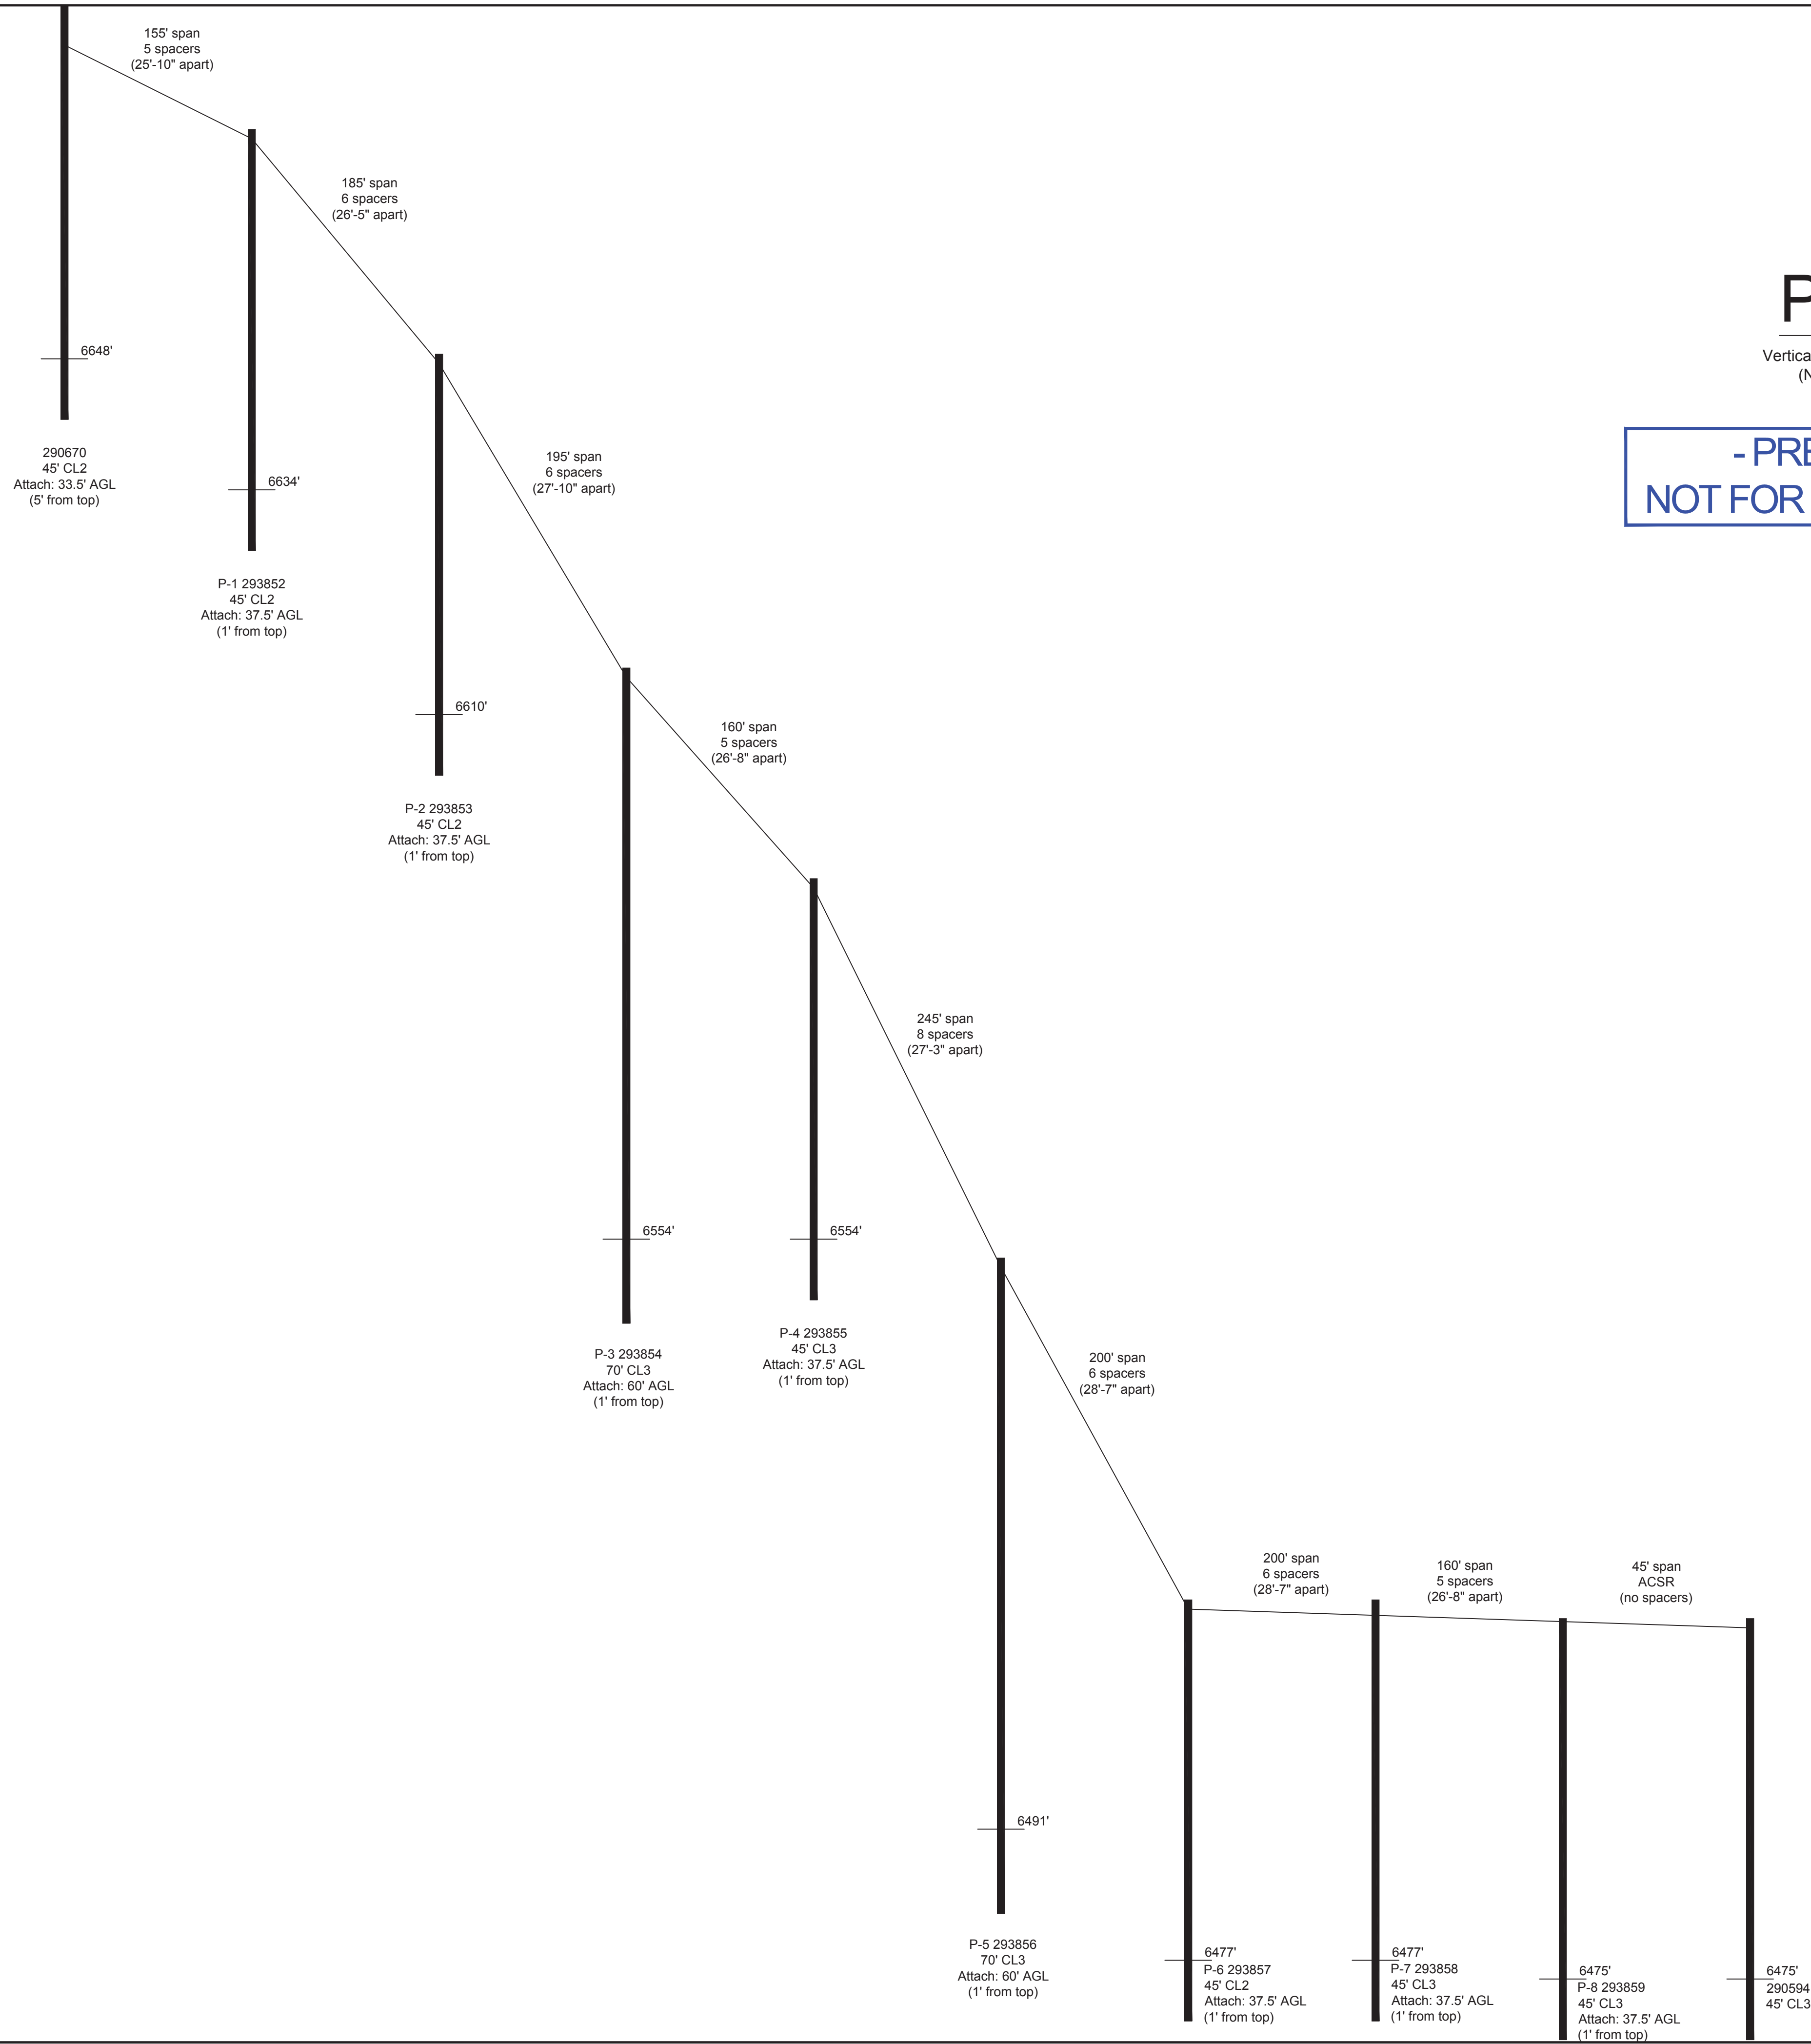 155' span
5 spacers
(25'-10" apart)
185' span
6 spacers
(26'-5" apart)
P
Vertica
(N
6648'
- PRE
NOT FOR
290670
45' CL2
Attach: 33.5' AGL
(5' from top)
195' span
6 spacers
(27'-10" apart)
6634'
P-1 293852
45' CL2
Attach: 37.5' AGL
(1' from top)
6610'
160' span
5 spacers
(26'-8" apart)
P-2 293853
45' CL2
Attach: 37.5' AGL
(1' from top)
245' span
8 spacers
(27'-3" apart)
6554'
6554'
P-3 293854
70' CL3
Attach: 60' AGL
(1' from top)
P-4 293855
45' CL3
Attach: 37.5' AGL
(1' from top)
200' span
6 spacers
(28'-7" apart)
200' span
6 spacers
(28'-7" apart)
160' span
5 spacers
(26'-8" apart)
45' span
ACSR
(no spacers)
6491'
P-5 293856
70' CL3
Attach: 60' AGL
(1' from top)
6477'
P-6 293857
45' CL2
Attach: 37.5' AGL
(1' from top)
6477'
P-7 293858
45' CL3
Attach: 37.5' AGL
(1' from top)
6475'
P-8 293859
45' CL3
Attach: 37.5' AGL
(1' from top)
6475'
290594
45' CL3